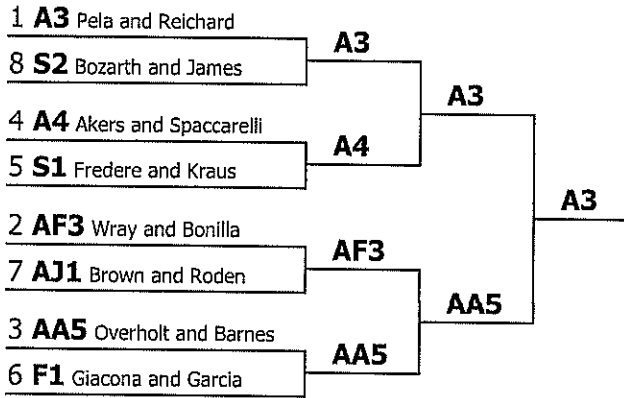 1 A3 Pela and Reichard
8 S2 Bozarth and James
4 A4 Akers and Spaccarelli
5 S1 Fredere and Kraus
2 AF3 Wray and Bonilla
7 AJ1 Brown and Roden
3 AA5 Overholt and Barnes
6 F1 Giacona and Garcia
A3
A4
AF3
AA5
A3
AA5
A3